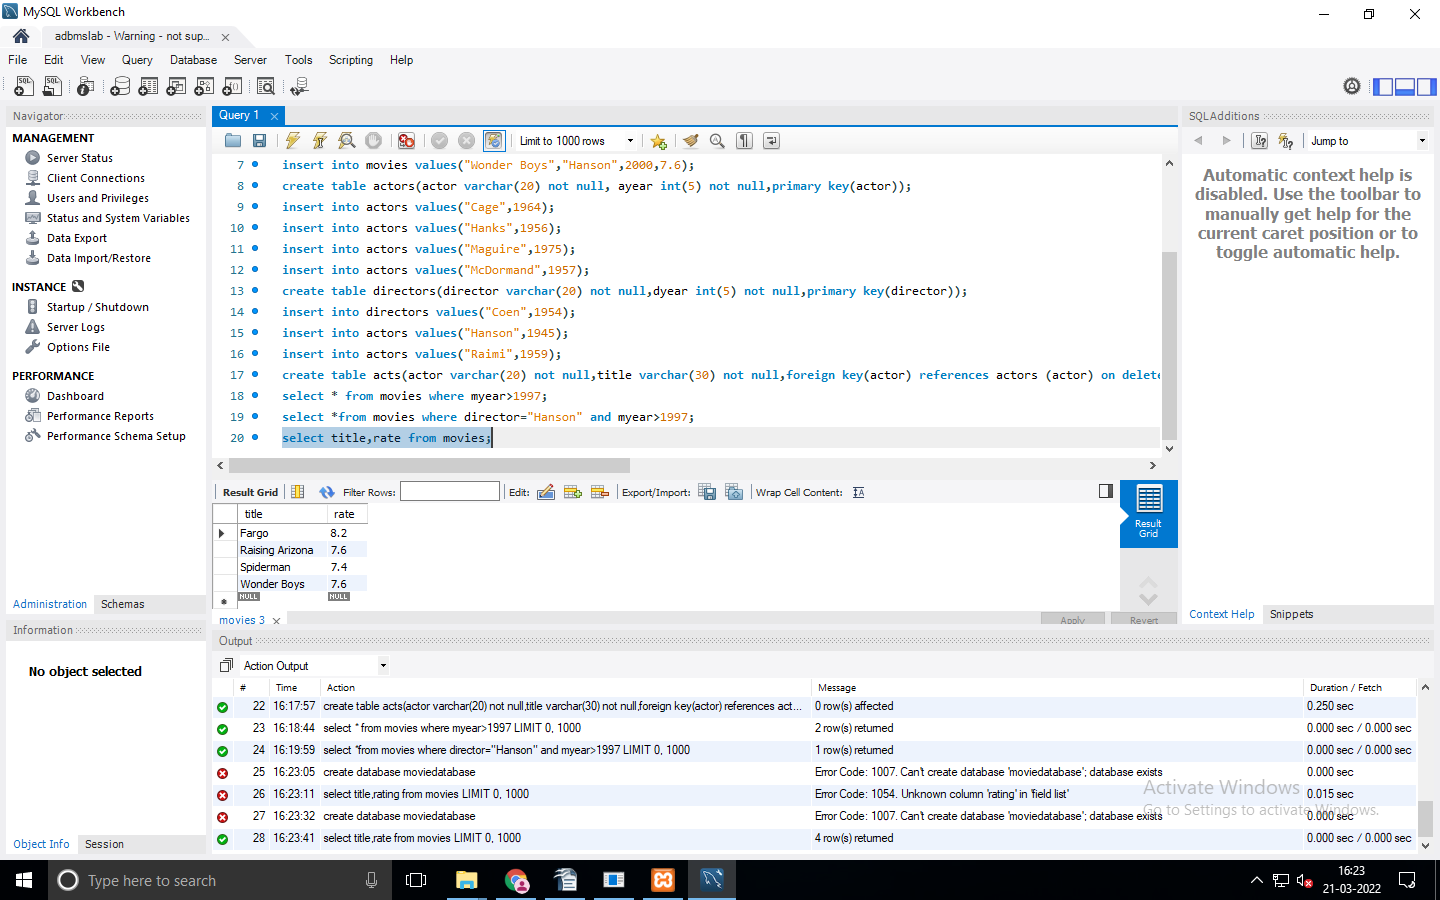 MySQL Workbench
adbmslab - Warning - not sup...
File Edit View Query Database Server Tools Scripting Help
Navigator
MANAGEMENT
Server Status
Client Connections
Users and Privileges
Status and System Variables
Data Export
Data Import/Restore
INSTANCE
Startup / Shutdown
Server Logs
Options File
PERFORMANCE
Dashboard
Performance Reports
Performance Schema Setup
Administration Schemas
Information
No object selected
Object Info Session
Query 1
Limit to 1000 rows
7 insert into movies values("Wonder Boys","Hanson",2000,7.6);
8 create table actors(actor varchar(20) not null, ayear int(5) not null,primary key(actor));
9 insert into actors values("Cage",1964);
10 insert into actors values("Hanks",1956);
11 insert into actors values("Maguire",1975);
12 insert into actors values("McDormand",1957);
13 create table directors(director varchar(20) not null,dyear int(5) not null,primary key(director));
14 insert into directors values("Coen",1954);
15 insert into actors values("Hanson",1945);
16 insert into actors values("Raimi",1959);
17 create table acts(actor varchar(20) not null,title varchar(30) not null,foreign key(actor) references actors (actor) on delete
18 select * from movies where myear>1997;
19 select *from movies where director="Hanson" and myear>1997;
20 select title,rate from movies;
Result Grid Filter Rows: Edit: Export/Import: Wrap Cell Content:
title rate
Fargo 8.2
Raising Arizona 7.6
Spiderman 7.4
Wonder Boys 7.6
NULL NULL
Result
Grid
movies 3
Apply Revert
SQLAdditions
Jump to
Automatic context help is
disabled. Use the toolbar to
manually get help for the
current caret position or to
toggle automatic help.
Context Help Snippets
Output
Action Output
# Time Action Message Duration / Fetch
22 16:17:57 create table acts(actor varchar(20) not null,title varchar(30) not null,foreign key(actor) references act... 0 row(s) affected 0.250 sec
23 16:18:44 select * from movies where myear>1997 LIMIT 0, 1000 2 row(s) returned 0.000 sec / 0.000 sec
24 16:19:59 select *from movies where director="Hanson" and myear>1997 LIMIT 0, 1000 1 row(s) returned 0.000 sec / 0.000 sec
25 16:23:05 create database moviedatabase Error Code: 1007. Can't create database 'moviedatabase'; database exists 0.000 sec
26 16:23:11 select title,rating from movies LIMIT 0, 1000 Error Code: 1054. Unknown column 'rating' in 'field list' 0.015 sec
27 16:23:32 create database moviedatabase Error Code: 1007. Can't create database 'moviedatabase'; database exists 0.000 sec
28 16:23:41 select title,rate from movies LIMIT 0, 1000 4 row(s) returned 0.000 sec / 0.000 sec
Activate Windows
Go to Settings to activate Windows.
Type here to search
16:23
21-03-2022